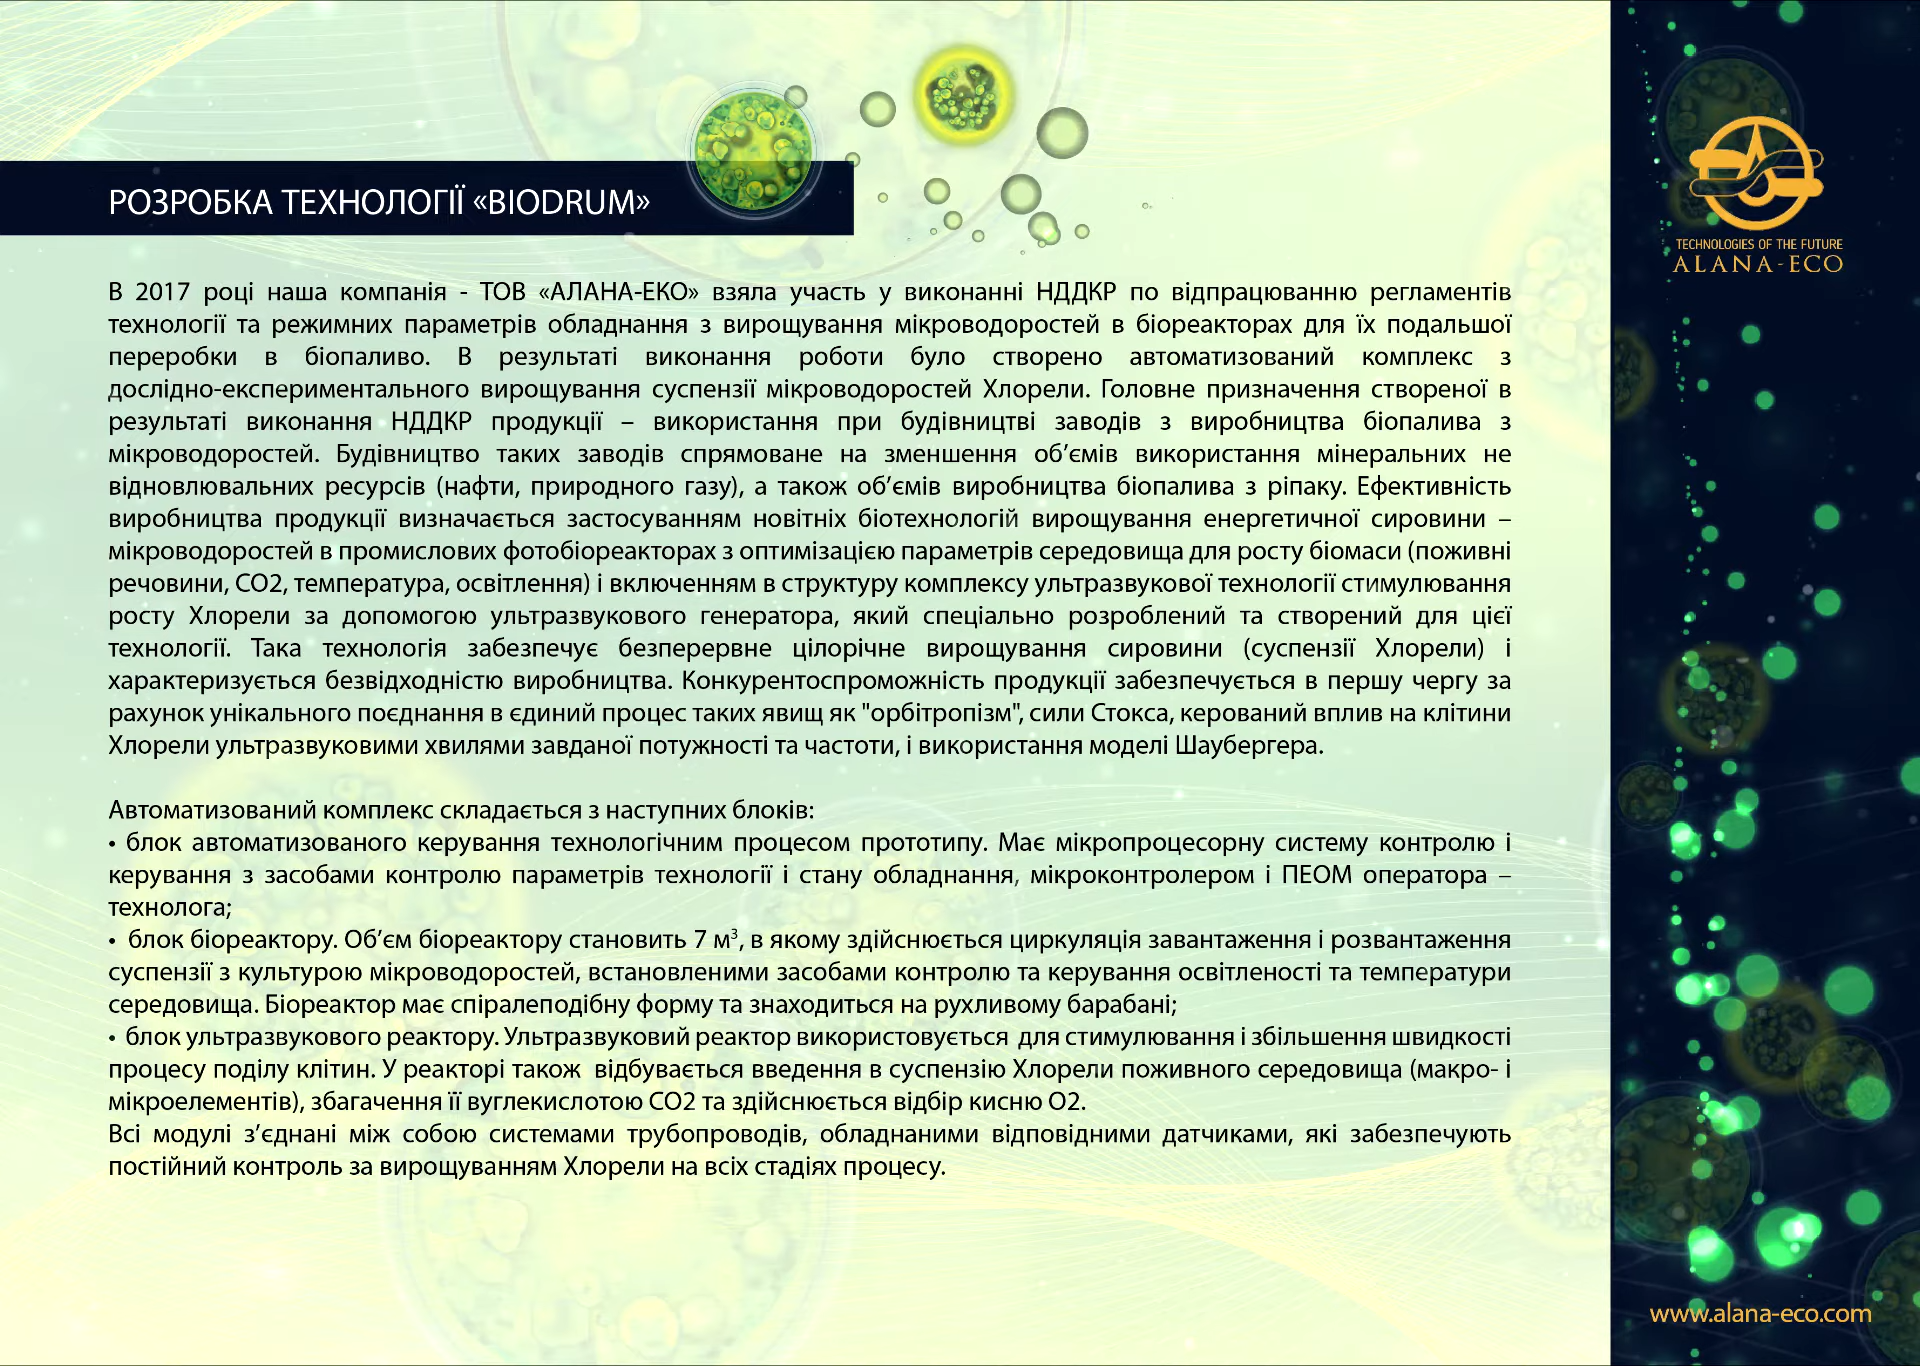 РОЗРОБКА ТЕХНОЛОГІЇ «BIODRUM»
В 2017 році наша компанія - ТОВ «АЛАНА-ЕКО» взяла участь у виконанні НДДКР по відпрацюванню регламентів
технології та режимних параметрів обладнання з вирощування мікроводоростей в біореакторах для їх подальшої
переробки в біопаливо. В результаті виконання роботи було створено автоматизований комплекс з
дослідно-експериментального вирощування суспензії мікроводоростей Хлорели. Головне призначення створеної в
результаті виконання НДДКР продукції – використання при будівництві заводів з виробництва біопалива з
мікроводоростей. Будівництво таких заводів спрямоване на зменшення об’ємів використання мінеральних не
відновлювальних ресурсів (нафти, природного газу), а також об’ємів виробництва біопалива з ріпаку. Ефективність
виробництва продукції визначається застосуванням новітніх біотехнологій вирощування енергетичної сировини –
мікроводоростей в промислових фотобіореакторах з оптимізацією параметрів середовища для росту біомаси (поживні
речовини, СО2, температура, освітлення) і включенням в структуру комплексу ультразвукової технології стимулювання
росту Хлорели за допомогою ультразвукового генератора, який спеціально розроблений та створений для цієї
технології. Така технологія забезпечує безперервне цілорічне вирощування сировини (суспензії Хлорели) і
характеризується безвідходністю виробництва. Конкурентоспроможність продукції забезпечується в першу чергу за
рахунок унікального поєднання в єдиний процес таких явищ як "орбітропізм", сили Стокса, керований вплив на клітини
Хлорели ультразвуковими хвилями завданої потужності та частоти, і використання моделі Шаубергера.
Автоматизований комплекс складається з наступних блоків:
• блок автоматизованого керування технологічним процесом прототипу. Має мікропроцесорну систему контролю і
керування з засобами контролю параметрів технології і стану обладнання, мікроконтролером і ПЕОМ оператора –
технолога;
• блок біореактору. Об’єм біореактору становить 7 м³, в якому здійснюється циркуляція завантаження і розвантаження
суспензії з культурою мікроводоростей, встановленими засобами контролю та керування освітленості та температури
середовища. Біореактор має спіралеподібну форму та знаходиться на рухливому барабані;
• блок ультразвукового реактору. Ультразвуковий реактор використовується для стимулювання і збільшення швидкості
процесу поділу клітин. У реакторі також відбувається введення в суспензію Хлорели поживного середовища (макро- і
мікроелементів), збагачення її вуглекислотою СО2 та здійснюється відбір кисню О2.
Всі модулі з’єднані між собою системами трубопроводів, обладнаними відповідними датчиками, які забезпечують
постійний контроль за вирощуванням Хлорели на всіх стадіях процесу.
TECHNOLOGIES OF THE FUTURE
ALANA-ECO
www.alana-eco.com